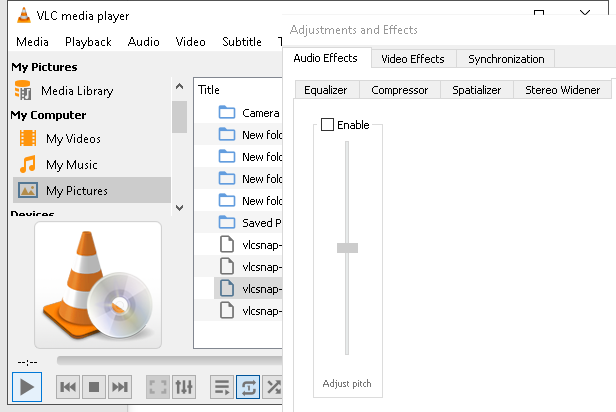 VLC media player
Media Playback Audio Video Subtitle T
My Pictures
Media Library
My Computer
My Videos
My Music
My Pictures
Devices
Title
Camera
New fold
New fold
New fold
New fold
Saved P
vlcsnap-
vlcsnap-
vlcsnap-
vlcsnap-
--:--
Adjustments and Effects
Audio Effects Video Effects Synchronization
Equalizer Compressor Spatializer Stereo Widener
Enable
Adjust pitch